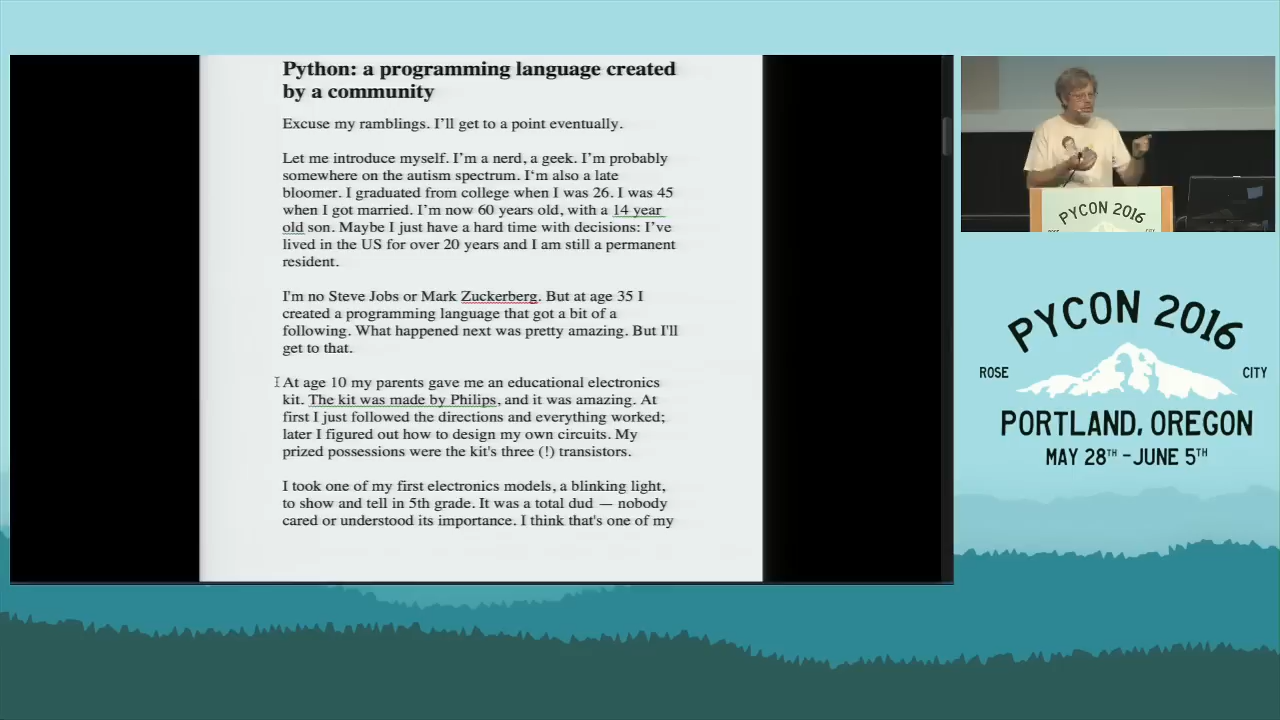 Python: a programming language created
by a community
Excuse my ramblings. I’ll get to a point eventually.
Let me introduce myself. I’m a nerd, a geek. I’m probably
somewhere on the autism spectrum. I‘m also a late
bloomer. I graduated from college when I was 26. I was 45
when I got married. I’m now 60 years old, with a 14 year
old son. Maybe I just have a hard time with decisions: I’ve
lived in the US for over 20 years and I am still a permanent
resident.
I'm no Steve Jobs or Mark Zuckerberg. But at age 35 I
created a programming language that got a bit of a
following. What happened next was pretty amazing. But I'll
get to that.
At age 10 my parents gave me an educational electronics
kit. The kit was made by Philips, and it was amazing. At
first I just followed the directions and everything worked;
later I figured out how to design my own circuits. My
prized possessions were the kit's three (!) transistors.
I took one of my first electronics models, a blinking light,
to show and tell in 5th grade. It was a total dud — nobody
cared or understood its importance. I think that's one of my
PYCON 2016
PYCON 2016
ROSE CITY
PORTLAND, OREGON
MAY 28TH - JUNE 5TH